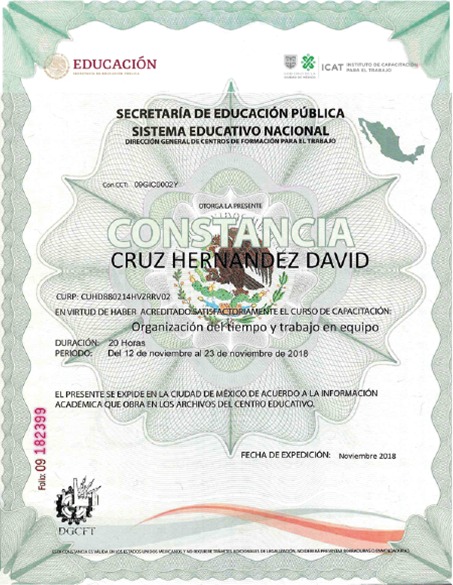 EDUCACIÓN
SECRETARÍA DE EDUCACIÓN PÚBLICA
ICAT INSTITUTO DE CAPACITACIÓN
PARA EL TRABAJO
SECRETARÍA DE EDUCACIÓN PÚBLICA
SISTEMA EDUCATIVO NACIONAL
DIRECCIÓN GENERAL DE CENTROS DE FORMACIÓN PARA EL TRABAJO
Con CCT: 09GIC0002Y
OTORGA LA PRESENTE
CONSTANCIA
CRUZ HERNANDEZ DAVID
CURP: CUHD880214HV2RRV02
EN VIRTUD DE HABER ACREDITADO SATISFACTORIAMENTE EL CURSO DE CAPACITACIÓN:
Organización del tiempo y trabajo en equipo
DURACIÓN: 20 Horas
PERIODO: Del 12 de noviembre al 23 de noviembre de 2018
EL PRESENTE SE EXPIDE EN LA CIUDAD DE MÉXICO DE ACUERDO A LA INFORMACIÓN
ACADÉMICA QUE OBRA EN LOS ARCHIVOS DEL CENTRO EDUCATIVO.
Folio: 09 182399
FECHA DE EXPEDICIÓN: Noviembre 2018
DGCFT